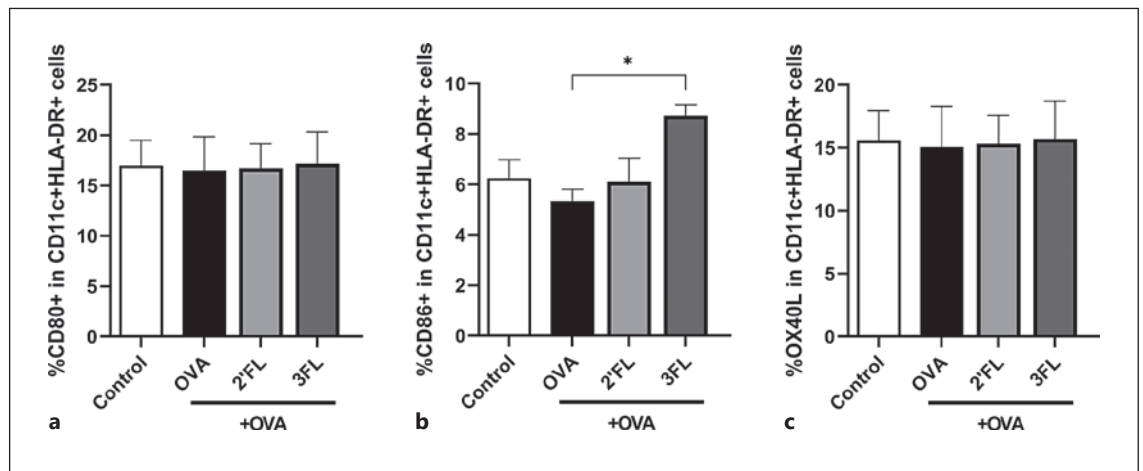 %CD80+ in CD11c+HLA-DR+ cells
25
20
15
10
5
0
Control
OVA
2'FL
3FL
+OVA
a
%CD86+ in CD11c+HLA-DR+ cells
10
8
6
4
2
0
*
Control
OVA
2'FL
3FL
+OVA
b
%OX40L in CD11c+HLA-DR+ cells
20
15
10
5
0
Control
OVA
2'FL
3FL
+OVA
c